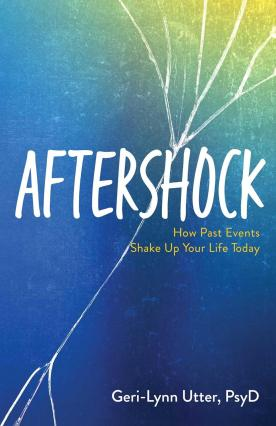 AFTERSHOCK
How Past Events
Shake Up Your Life Today
Geri-Lynn Utter, PsyD